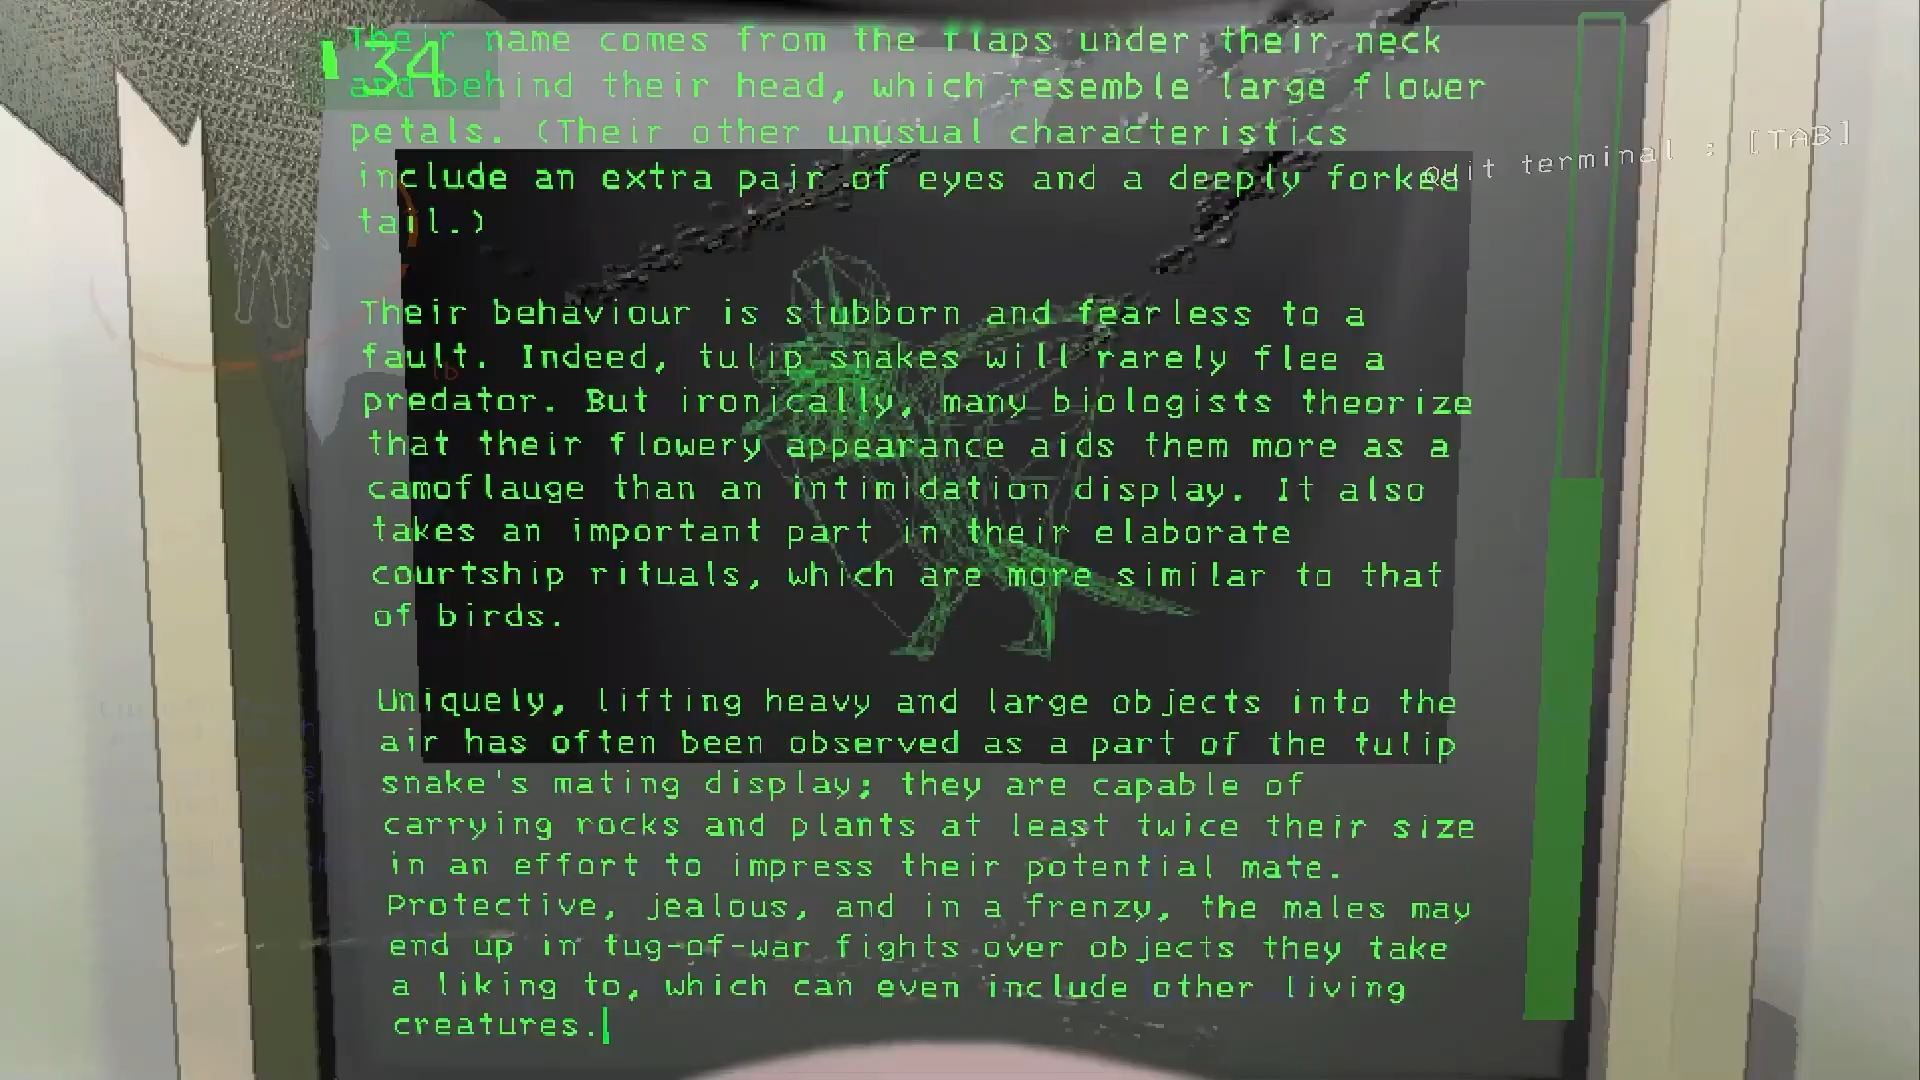 Their name comes from the flaps under their neck
34
and behind their head, which resemble large flower
petals. (Their other unusual characteristics
Quit terminal : [TAB]
include an extra pair of eyes and a deeply forked
tail.)
Their behaviour is stubborn and fearless to a
fault. Indeed, tulip snakes will rarely flee a
lb
predator. But ironically, many biologists theorize
that their flowery appearance aids them more as a
camoflauge than an intimidation display. It also
takes an important part in their elaborate
courtship rituals, which are more similar to that
of birds.
Uniquely, lifting heavy and large objects into the
air has often been observed as a part of the tulip
snake's mating display; they are capable of
carrying rocks and plants at least twice their size
in an effort to impress their potential mate.
Protective, jealous, and in a frenzy, the males may
end up in tug-of-war fights over objects they take
a liking to, which can even include other living
creatures.